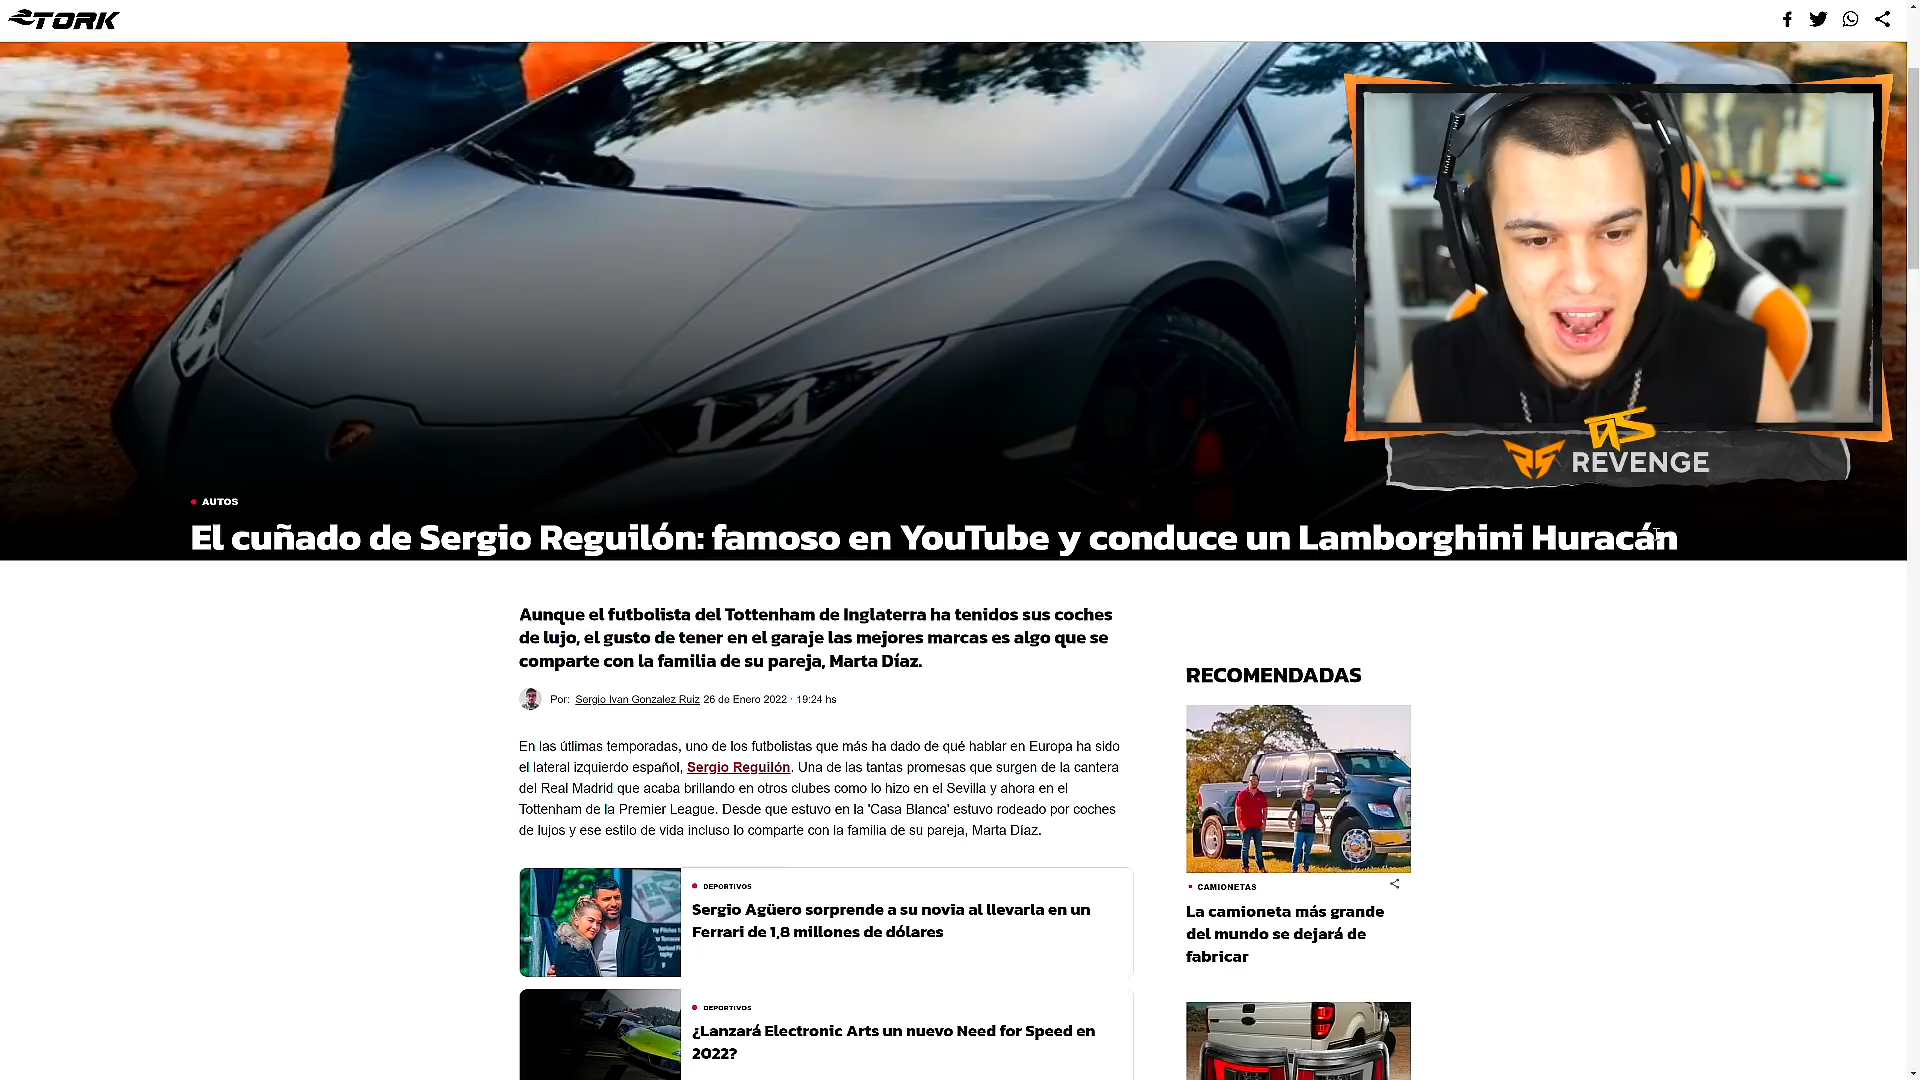 TORK
AS
REVENGE
AUTOS
El cuñado de Sergio Reguilón: famoso en YouTube y conduce un Lamborghini Huracán
Aunque el futbolista del Tottenham de Inglaterra ha tenidos sus coches
de lujo, el gusto de tener en el garaje las mejores marcas es algo que se
comparte con la familia de su pareja, Marta Díaz.
Por: Sergio Ivan Gonzalez Ruiz 26 de Enero 2022 · 19:24 hs
En las útlimas temporadas, uno de los futbolistas que más ha dado de qué hablar en Europa ha sido
el lateral izquierdo español, Sergio Reguilón. Una de las tantas promesas que surgen de la cantera
del Real Madrid que acaba brillando en otros clubes como lo hizo en el Sevilla y ahora en el
Tottenham de la Premier League. Desde que estuvo en la 'Casa Blanca' estuvo rodeado por coches
de lujos y ese estilo de vida incluso lo comparte con la familia de su pareja, Marta Díaz.
DEPORTIVOS
Sergio Agüero sorprende a su novia al llevarla en un
Ferrari de 1,8 millones de dólares
DEPORTIVOS
¿Lanzará Electronic Arts un nuevo Need for Speed en
2022?
RECOMENDADAS
CAMIONETAS
La camioneta más grande
del mundo se dejará de
fabricar